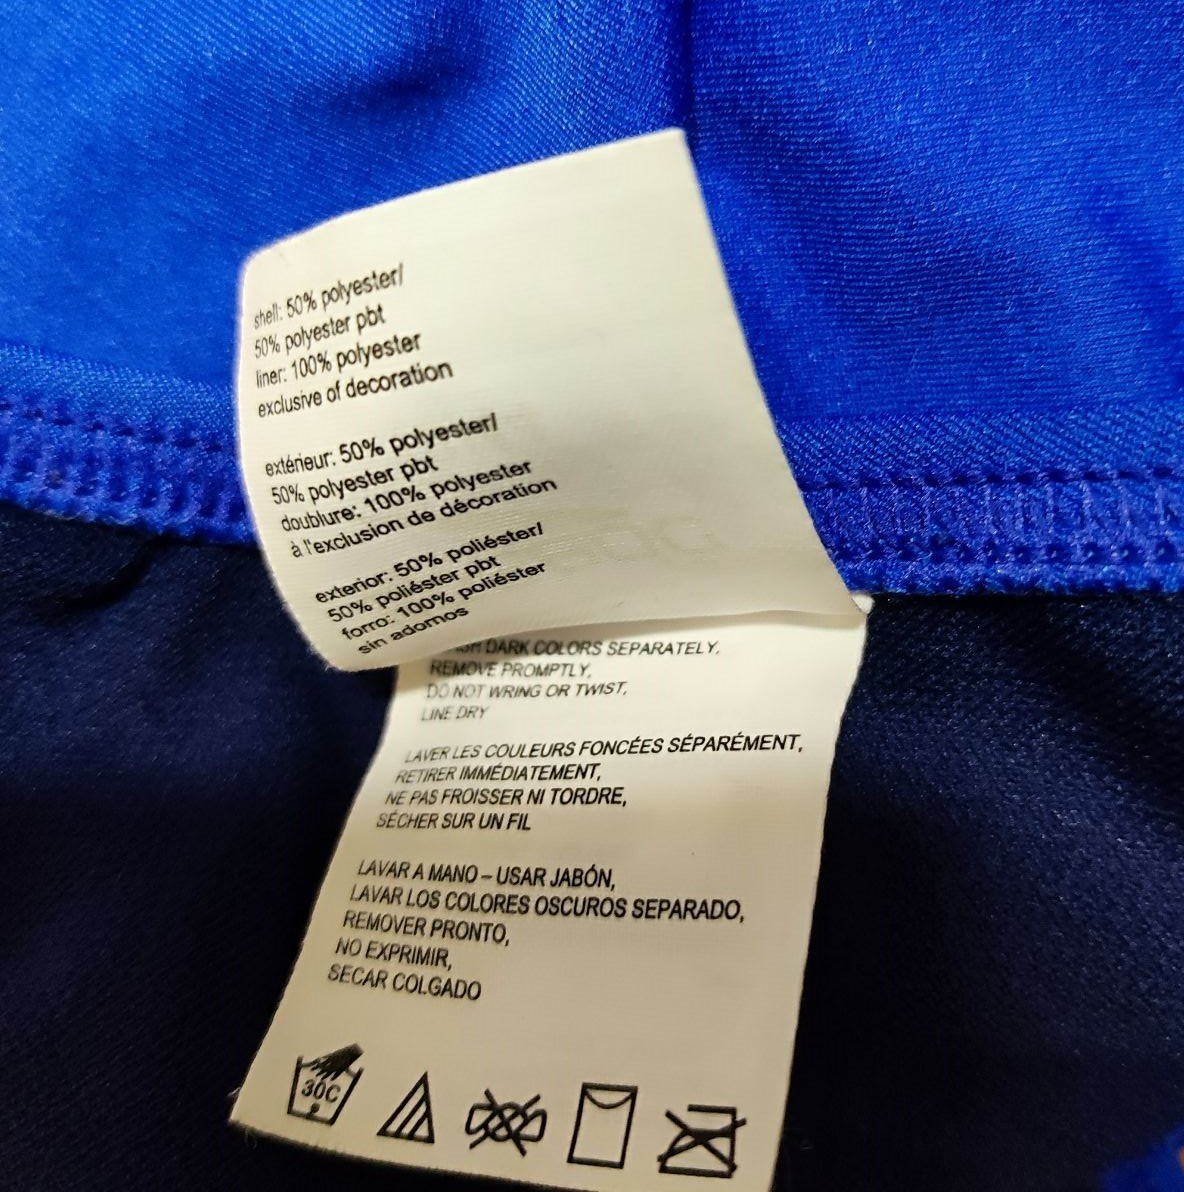 shell: 50% polyester/
50% polyester pbt
liner: 100% polyester
exclusive of decoration
extérieur: 50% polyester/
50% polyester pbt
doublure: 100% polyester
à l'exclusion de décoration
exterior: 50% poliéster/
50% poliéster pbt
forro: 100% poliéster
sin adornos
DARK COLORS SEPARATELY,
REMOVE PROMPTLY,
DO NOT WRING OR TWIST,
LINE DRY
LAVER LES COULEURS FONCÉES SÉPARÉMENT,
RETIRER IMMÉDIATEMENT,
NE PAS FROISSER NI TORDRE,
SÉCHER SUR UN FIL
LAVAR A MANO – USAR JABÓN,
LAVAR LOS COLORES OSCUROS SEPARADO,
REMOVER PRONTO,
NO EXPRIMIR,
SECAR COLGADO
30C